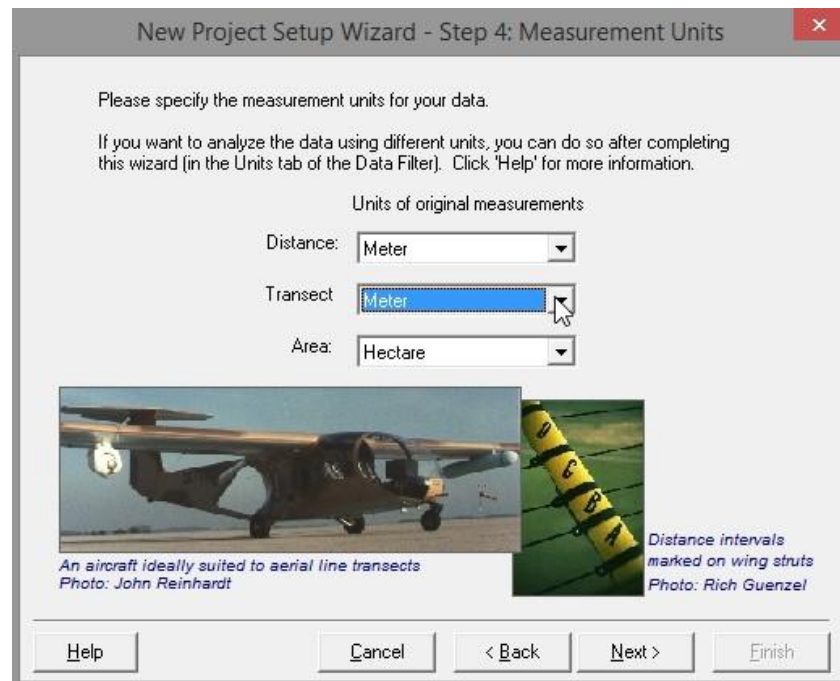 New Project Setup Wizard - Step 4: Measurement Units
Please specify the measurement units for your data.
If you want to analyze the data using different units, you can do so after completing
this wizard (in the Units tab of the Data Filter). Click 'Help' for more information.
Units of original measurements
Distance: Meter
Transect Meter
Area: Hectare
D
C
B
A
An aircraft ideally suited to aerial line transects
Photo: John Reinhardt
Distance intervals
marked on wing struts
Photo: Rich Guenzel
Help Cancel < Back Next > Finish